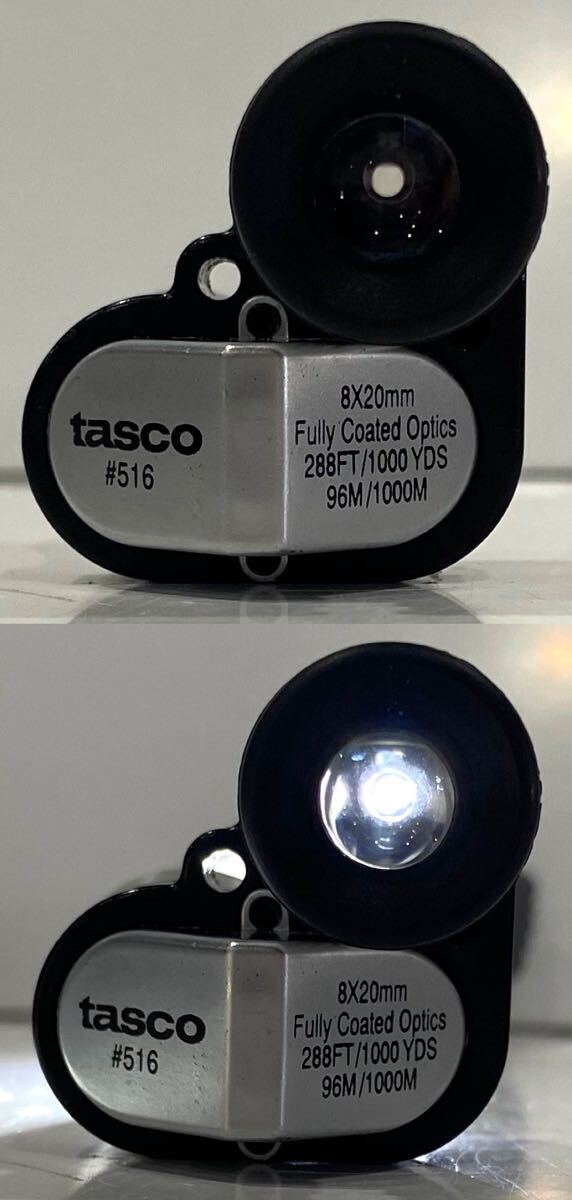 tasco
#516
8X20mm
Fully Coated Optics
288FT/1000 YDS
96M/1000M
tasco
#516
8X20mm
Fully Coated Optics
288FT/1000 YDS
96M/1000M